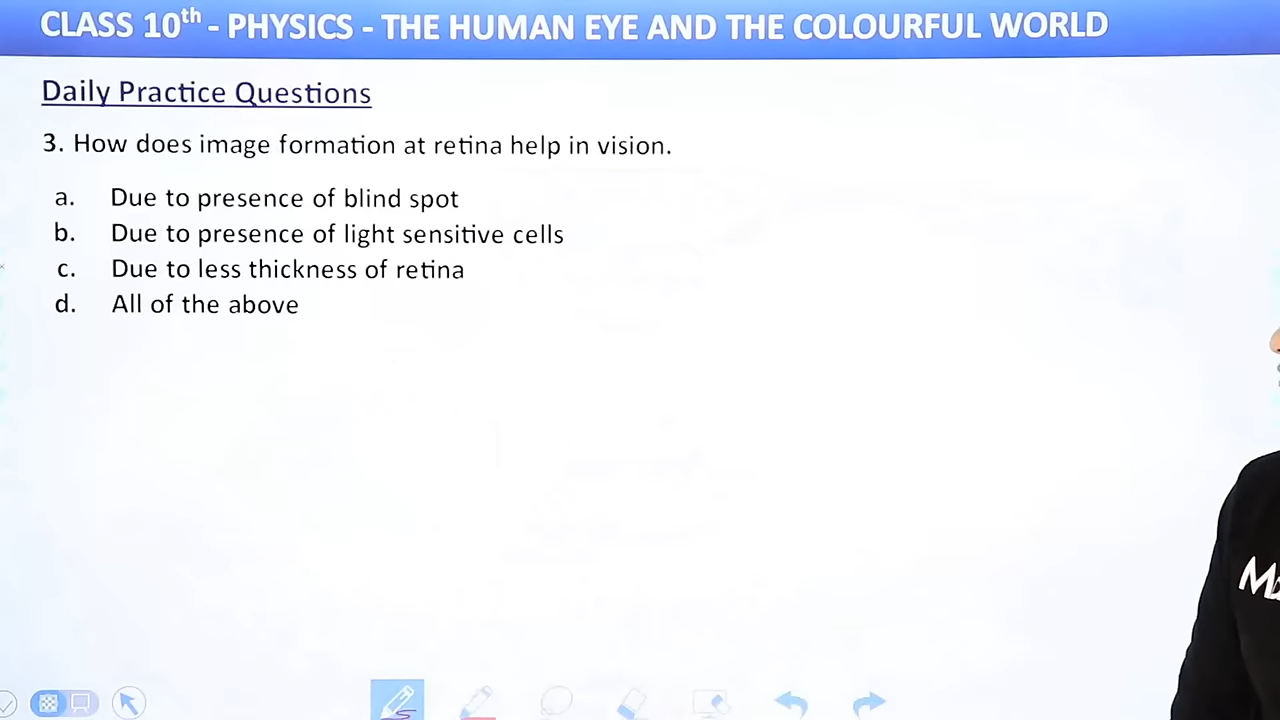 CLASS 10th - PHYSICS - THE HUMAN EYE AND THE COLOURFUL WORLD
Daily Practice Questions
3. How does image formation at retina help in vision.
a. Due to presence of blind spot
b. Due to presence of light sensitive cells
c. Due to less thickness of retina
d. All of the above